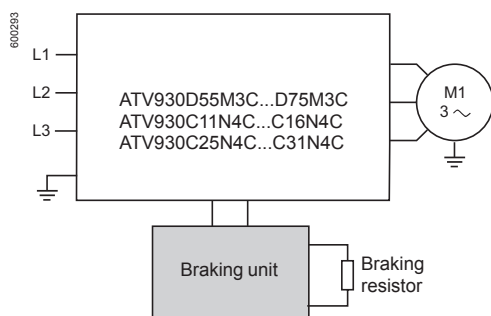 600293
L1
L2
L3
ATV930D55M3C...D75M3C
ATV930C11N4C...C16N4C
ATV930C25N4C...C31N4C
M1
3 ~
Braking unit
Braking
resistor